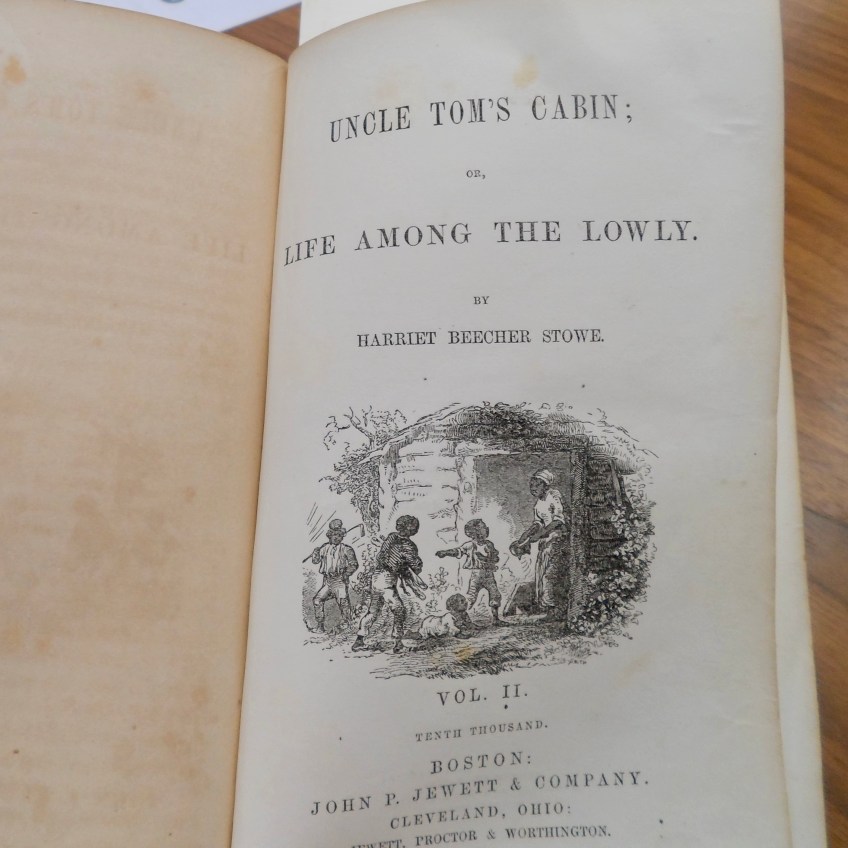 UNCLE TOM'S CABIN;
OR,
LIFE AMONG THE LOWLY.
BY
HARRIET BEECHER STOWE.
VOL. II.
TENTH THOUSAND.
BOSTON:
JOHN P. JEWETT & COMPANY.
CLEVELAND, OHIO:
JEWETT, PROCTOR & WORTHINGTON.